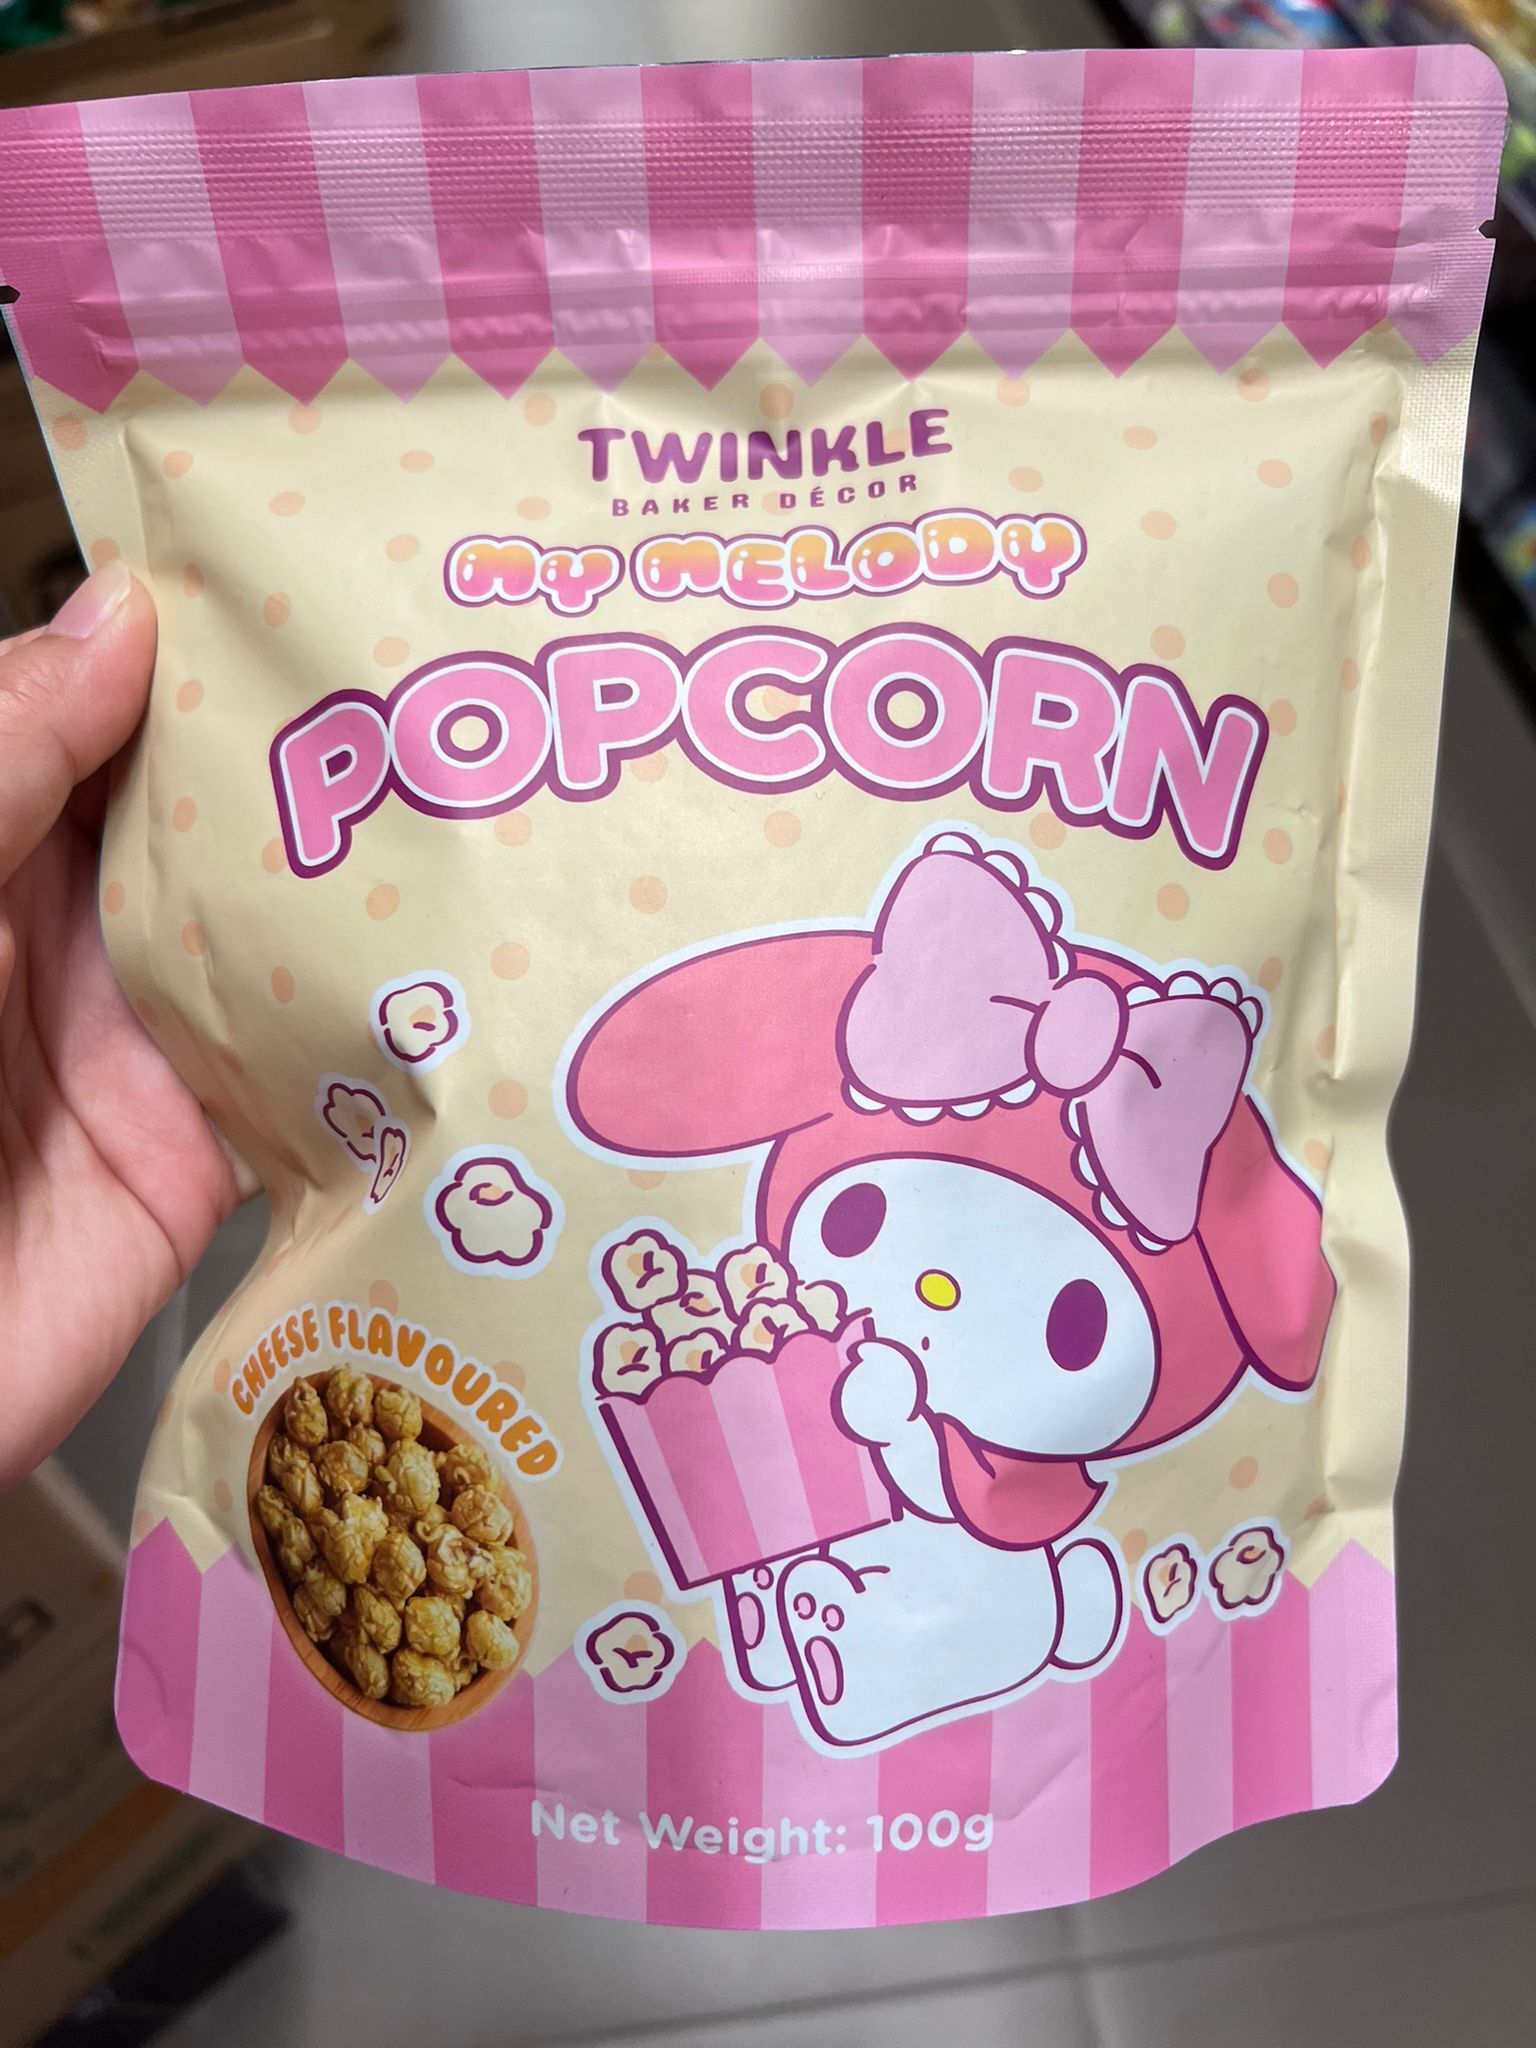 TWINKLE
BAKER DÉCOR
My MELODy
POPCORN
CHEESE FLAVOURED
Net Weight: 100g